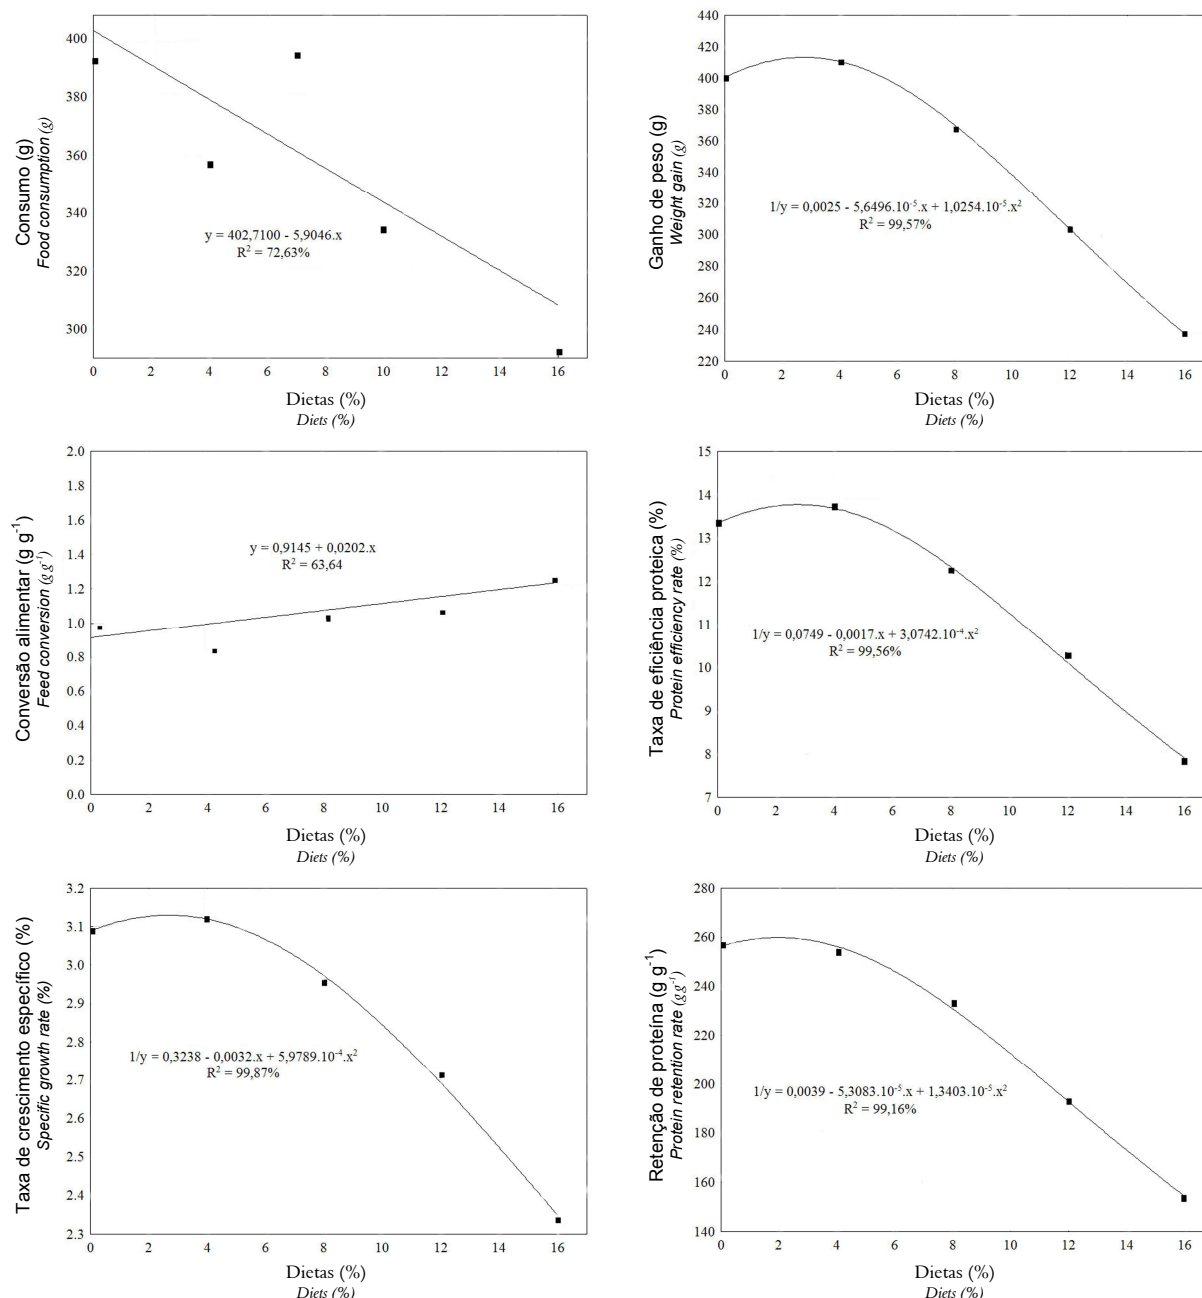 Consumo (g)
Food consumption (g)
400
380
360
340
320
300
y = 402,7100 - 5,9046.x
R² = 72,63%
0 2 4 6 8 10 12 14 16
Dietas (%)
Diets (%)
Ganho de peso (g)
Weight gain (g)
440
420
400
380
360
340
320
300
280
260
240
220
1/y = 0,0025 - 5,6496.10⁻⁵.x + 1,0254.10⁻⁵.x²
R² = 99,57%
0 2 4 6 8 10 12 14 16
Dietas (%)
Diets (%)
Conversão alimentar (g g⁻¹)
Feed conversion (g g⁻¹)
2.0
1.8
1.6
1.4
1.2
1.0
0.8
0.6
0.4
0.2
0.0
y = 0,9145 + 0,0202.x
R² = 63,64
0 2 4 6 8 10 12 14 16
Dietas (%)
Diets (%)
Taxa de eficiência proteica (%)
Protein efficiency rate (%)
15
14
13
12
11
10
9
8
7
1/y = 0,0749 - 0,0017.x + 3,0742.10⁻⁴.x²
R² = 99,56%
0 2 4 6 8 10 12 14 16
Dietas (%)
Diets (%)
Taxa de crescimento específico (%)
Specific growth rate (%)
3.2
3.1
3.0
2.9
2.8
2.7
2.6
2.5
2.4
2.3
1/y = 0,3238 - 0,0032.x + 5,9789.10⁻⁴.x²
R² = 99,87%
0 2 4 6 8 10 12 14 16
Dietas (%)
Diets (%)
Retenção de proteína (g g⁻¹)
Protein retention rate (g g⁻¹)
280
260
240
220
200
180
160
140
1/y = 0,0039 - 5,3083.10⁻⁵.x + 1,3403.10⁻⁵.x²
R² = 99,16%
0 2 4 6 8 10 12 14 16
Dietas (%)
Diets (%)